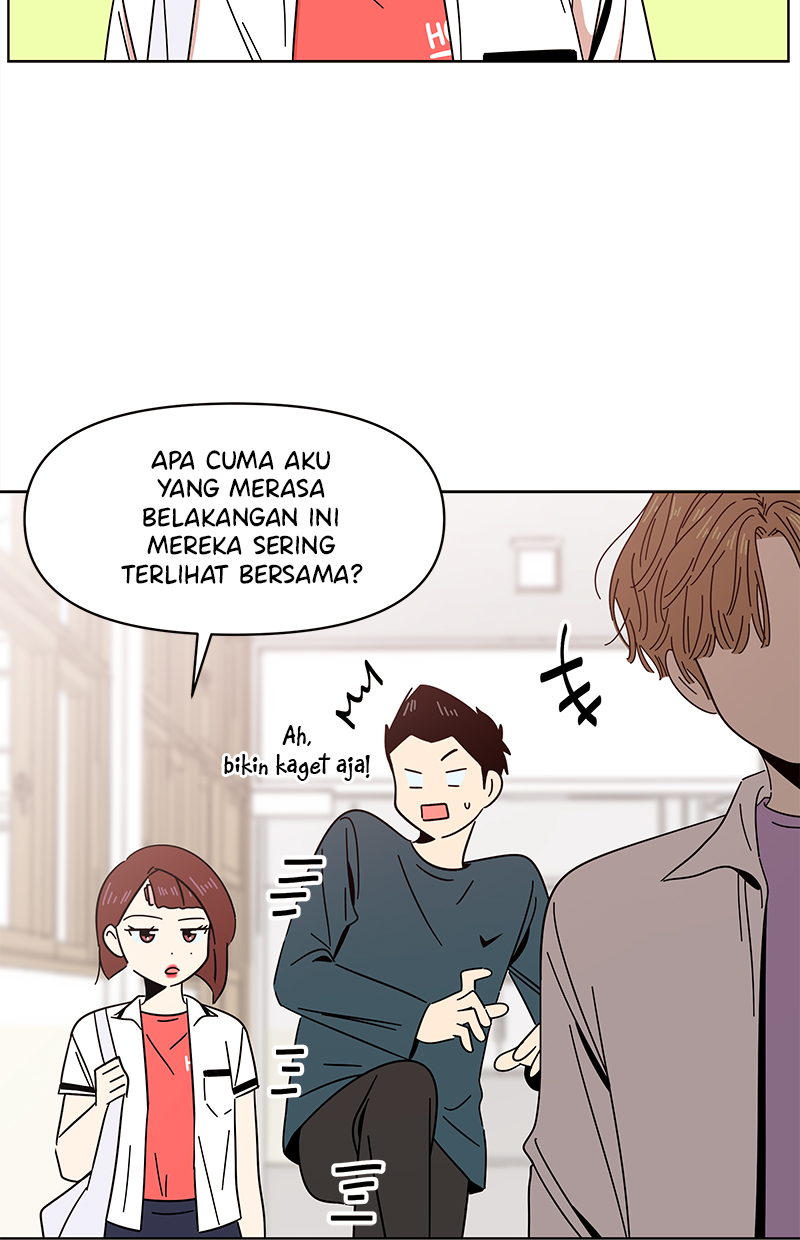 APA CUMA AKU
YANG MERASA
BELAKANGAN INI
MEREKA SERING
TERLIHAT BERSAMA?
Ah,
bikin kaget aja!